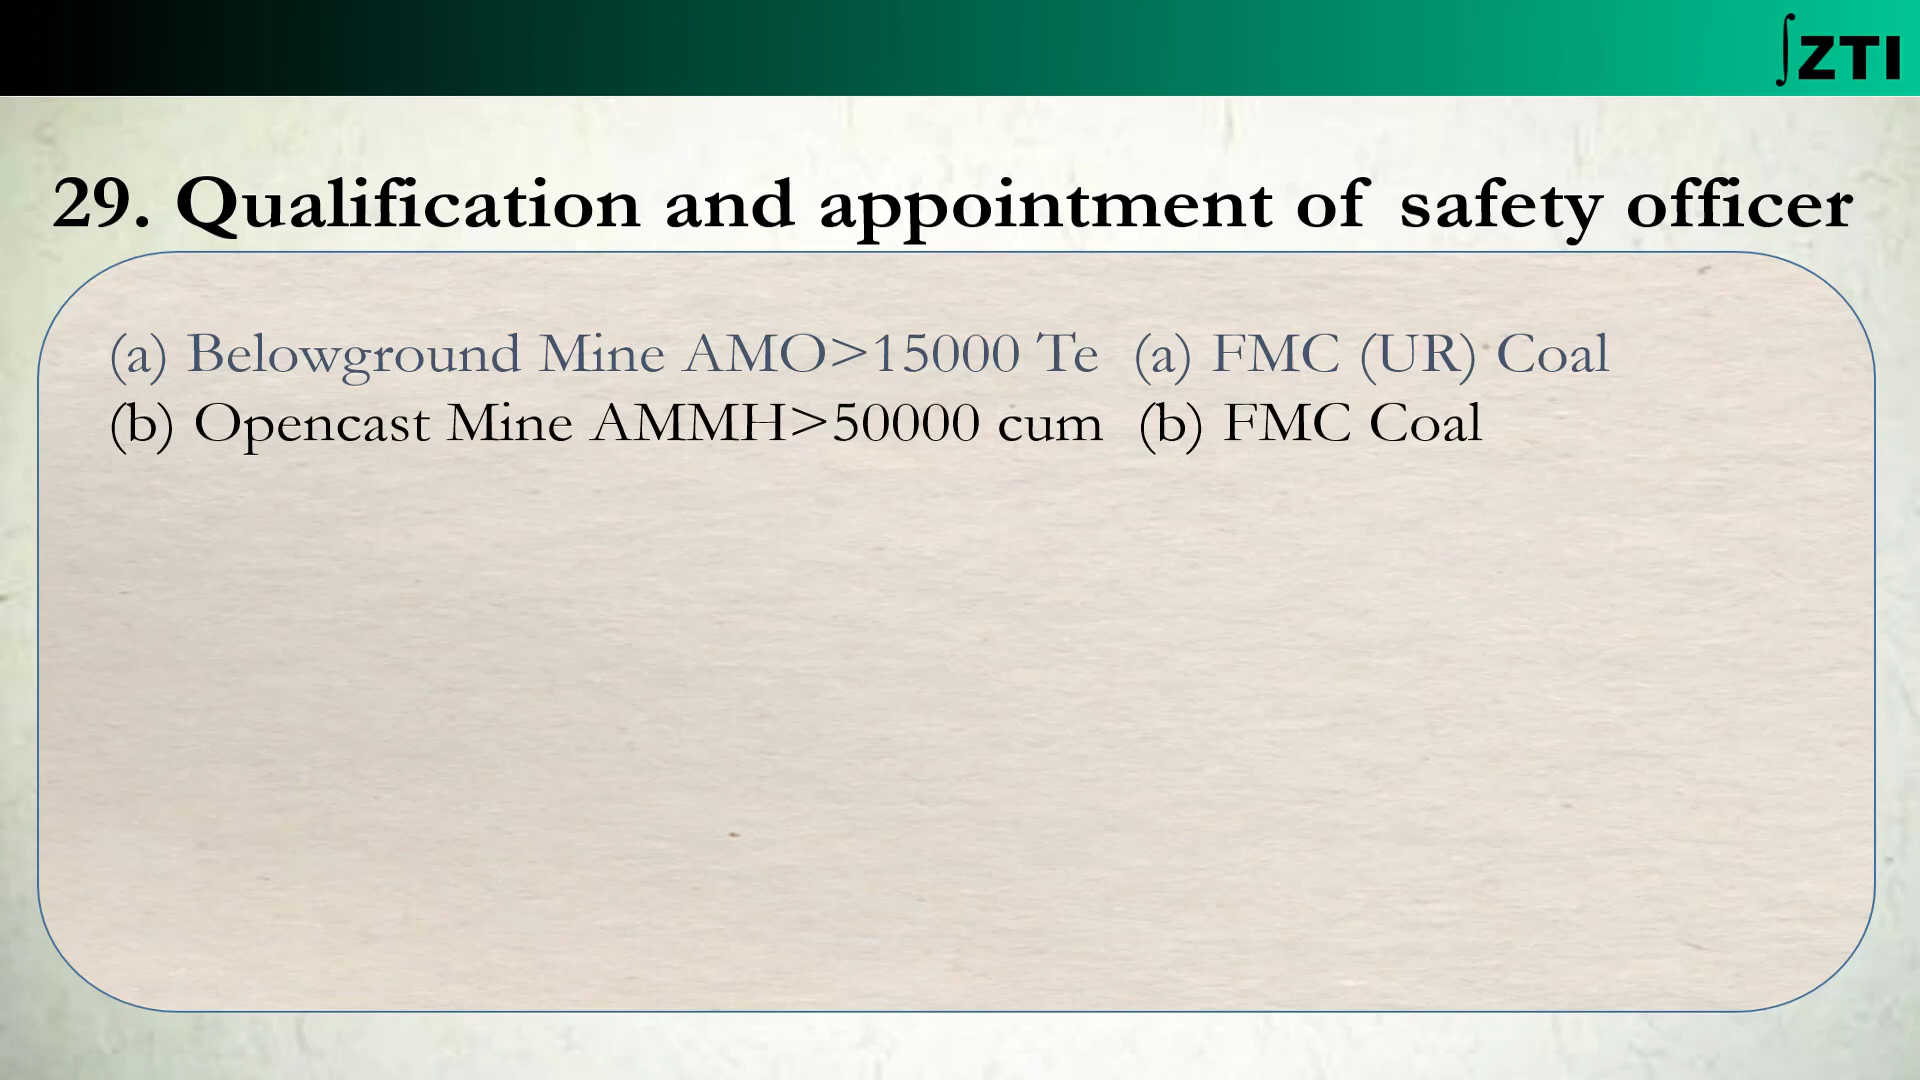 ∫ZTI
29. Qualification and appointment of safety officer
(a) Belowground Mine AMO>15000 Te (a) FMC (UR) Coal
(b) Opencast Mine AMMH>50000 cum (b) FMC Coal